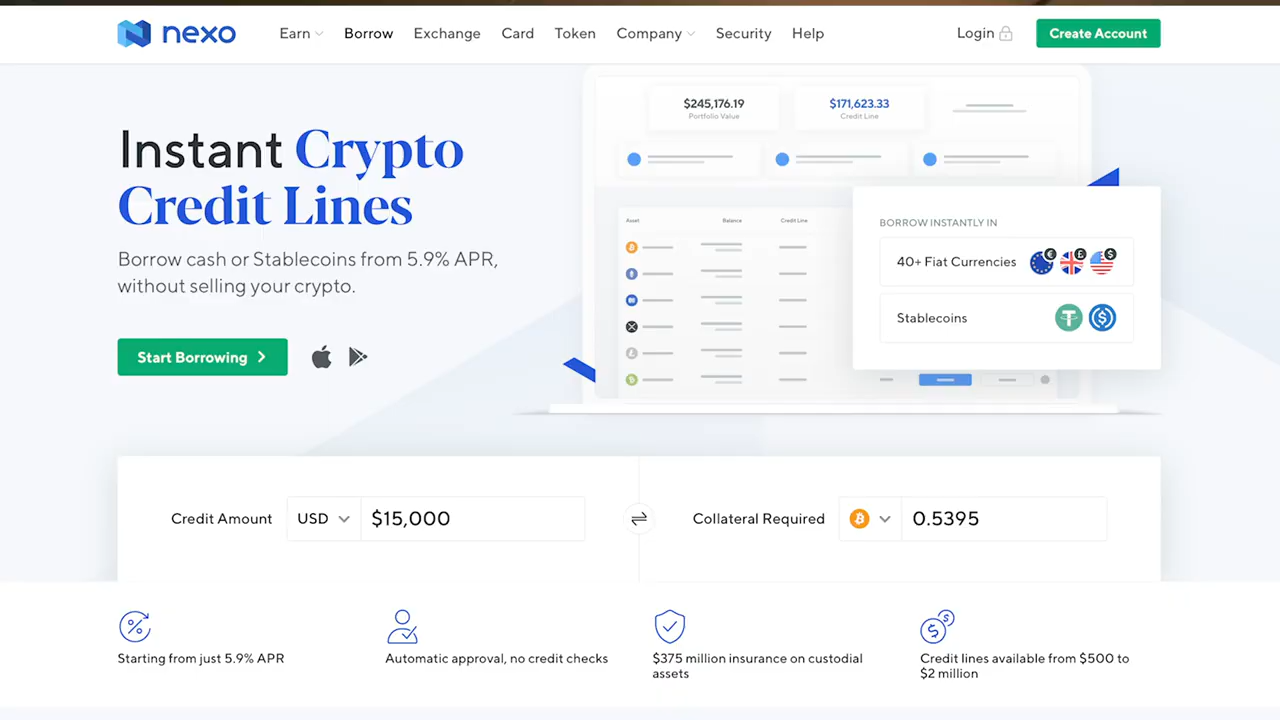 nexo
Earn
Borrow
Exchange
Card
Token
Company
Security
Help
Login
Create Account
Instant Crypto
Credit Lines
Borrow cash or Stablecoins from 5.9% APR,
without selling your crypto.
Start Borrowing
$245,176.19
Portfolio Value
$171,623.33
Credit Line
Asset
Balance
Credit Line
BORROW INSTANTLY IN
40+ Fiat Currencies
€
£
$
Stablecoins
Credit Amount
USD
$15,000
Collateral Required
0.5395
Starting from just 5.9% APR
Automatic approval, no credit checks
$375 million insurance on custodial
assets
Credit lines available from $500 to
$2 million